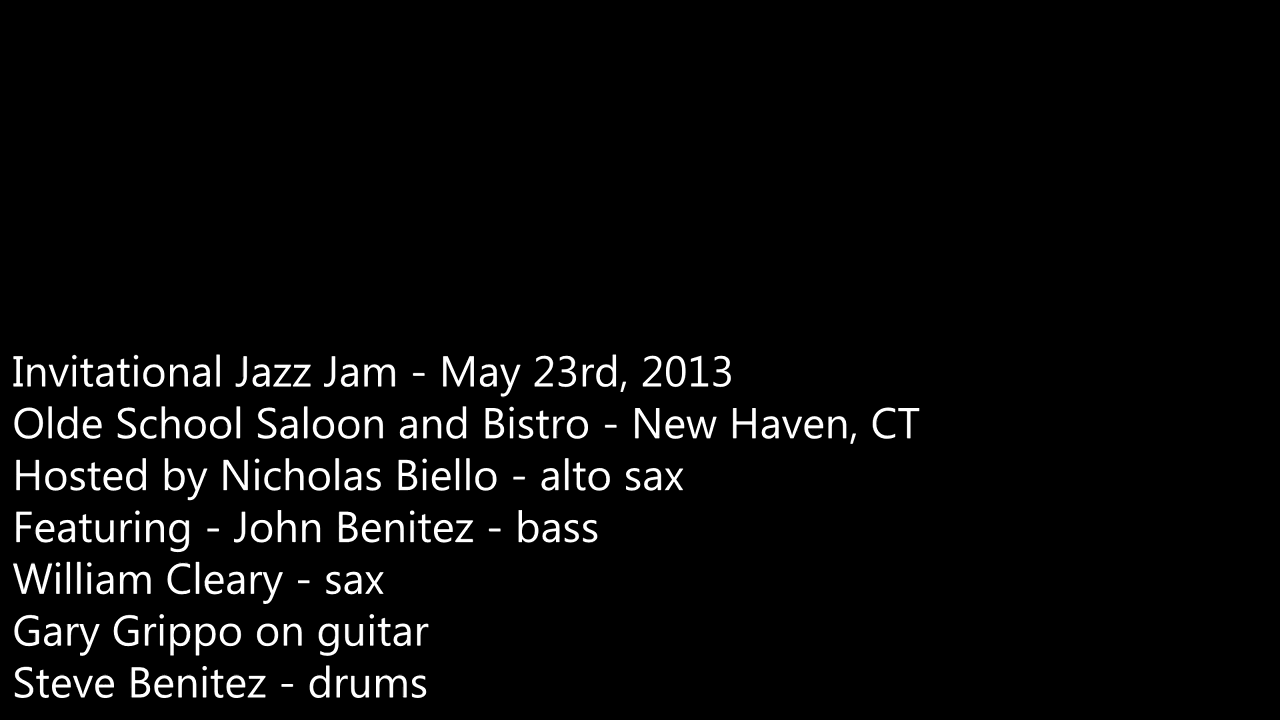 Invitational Jazz Jam - May 23rd, 2013
Olde School Saloon and Bistro - New Haven, CT
Hosted by Nicholas Biello - alto sax
Featuring - John Benitez - bass
William Cleary - sax
Gary Grippo on guitar
Steve Benitez - drums